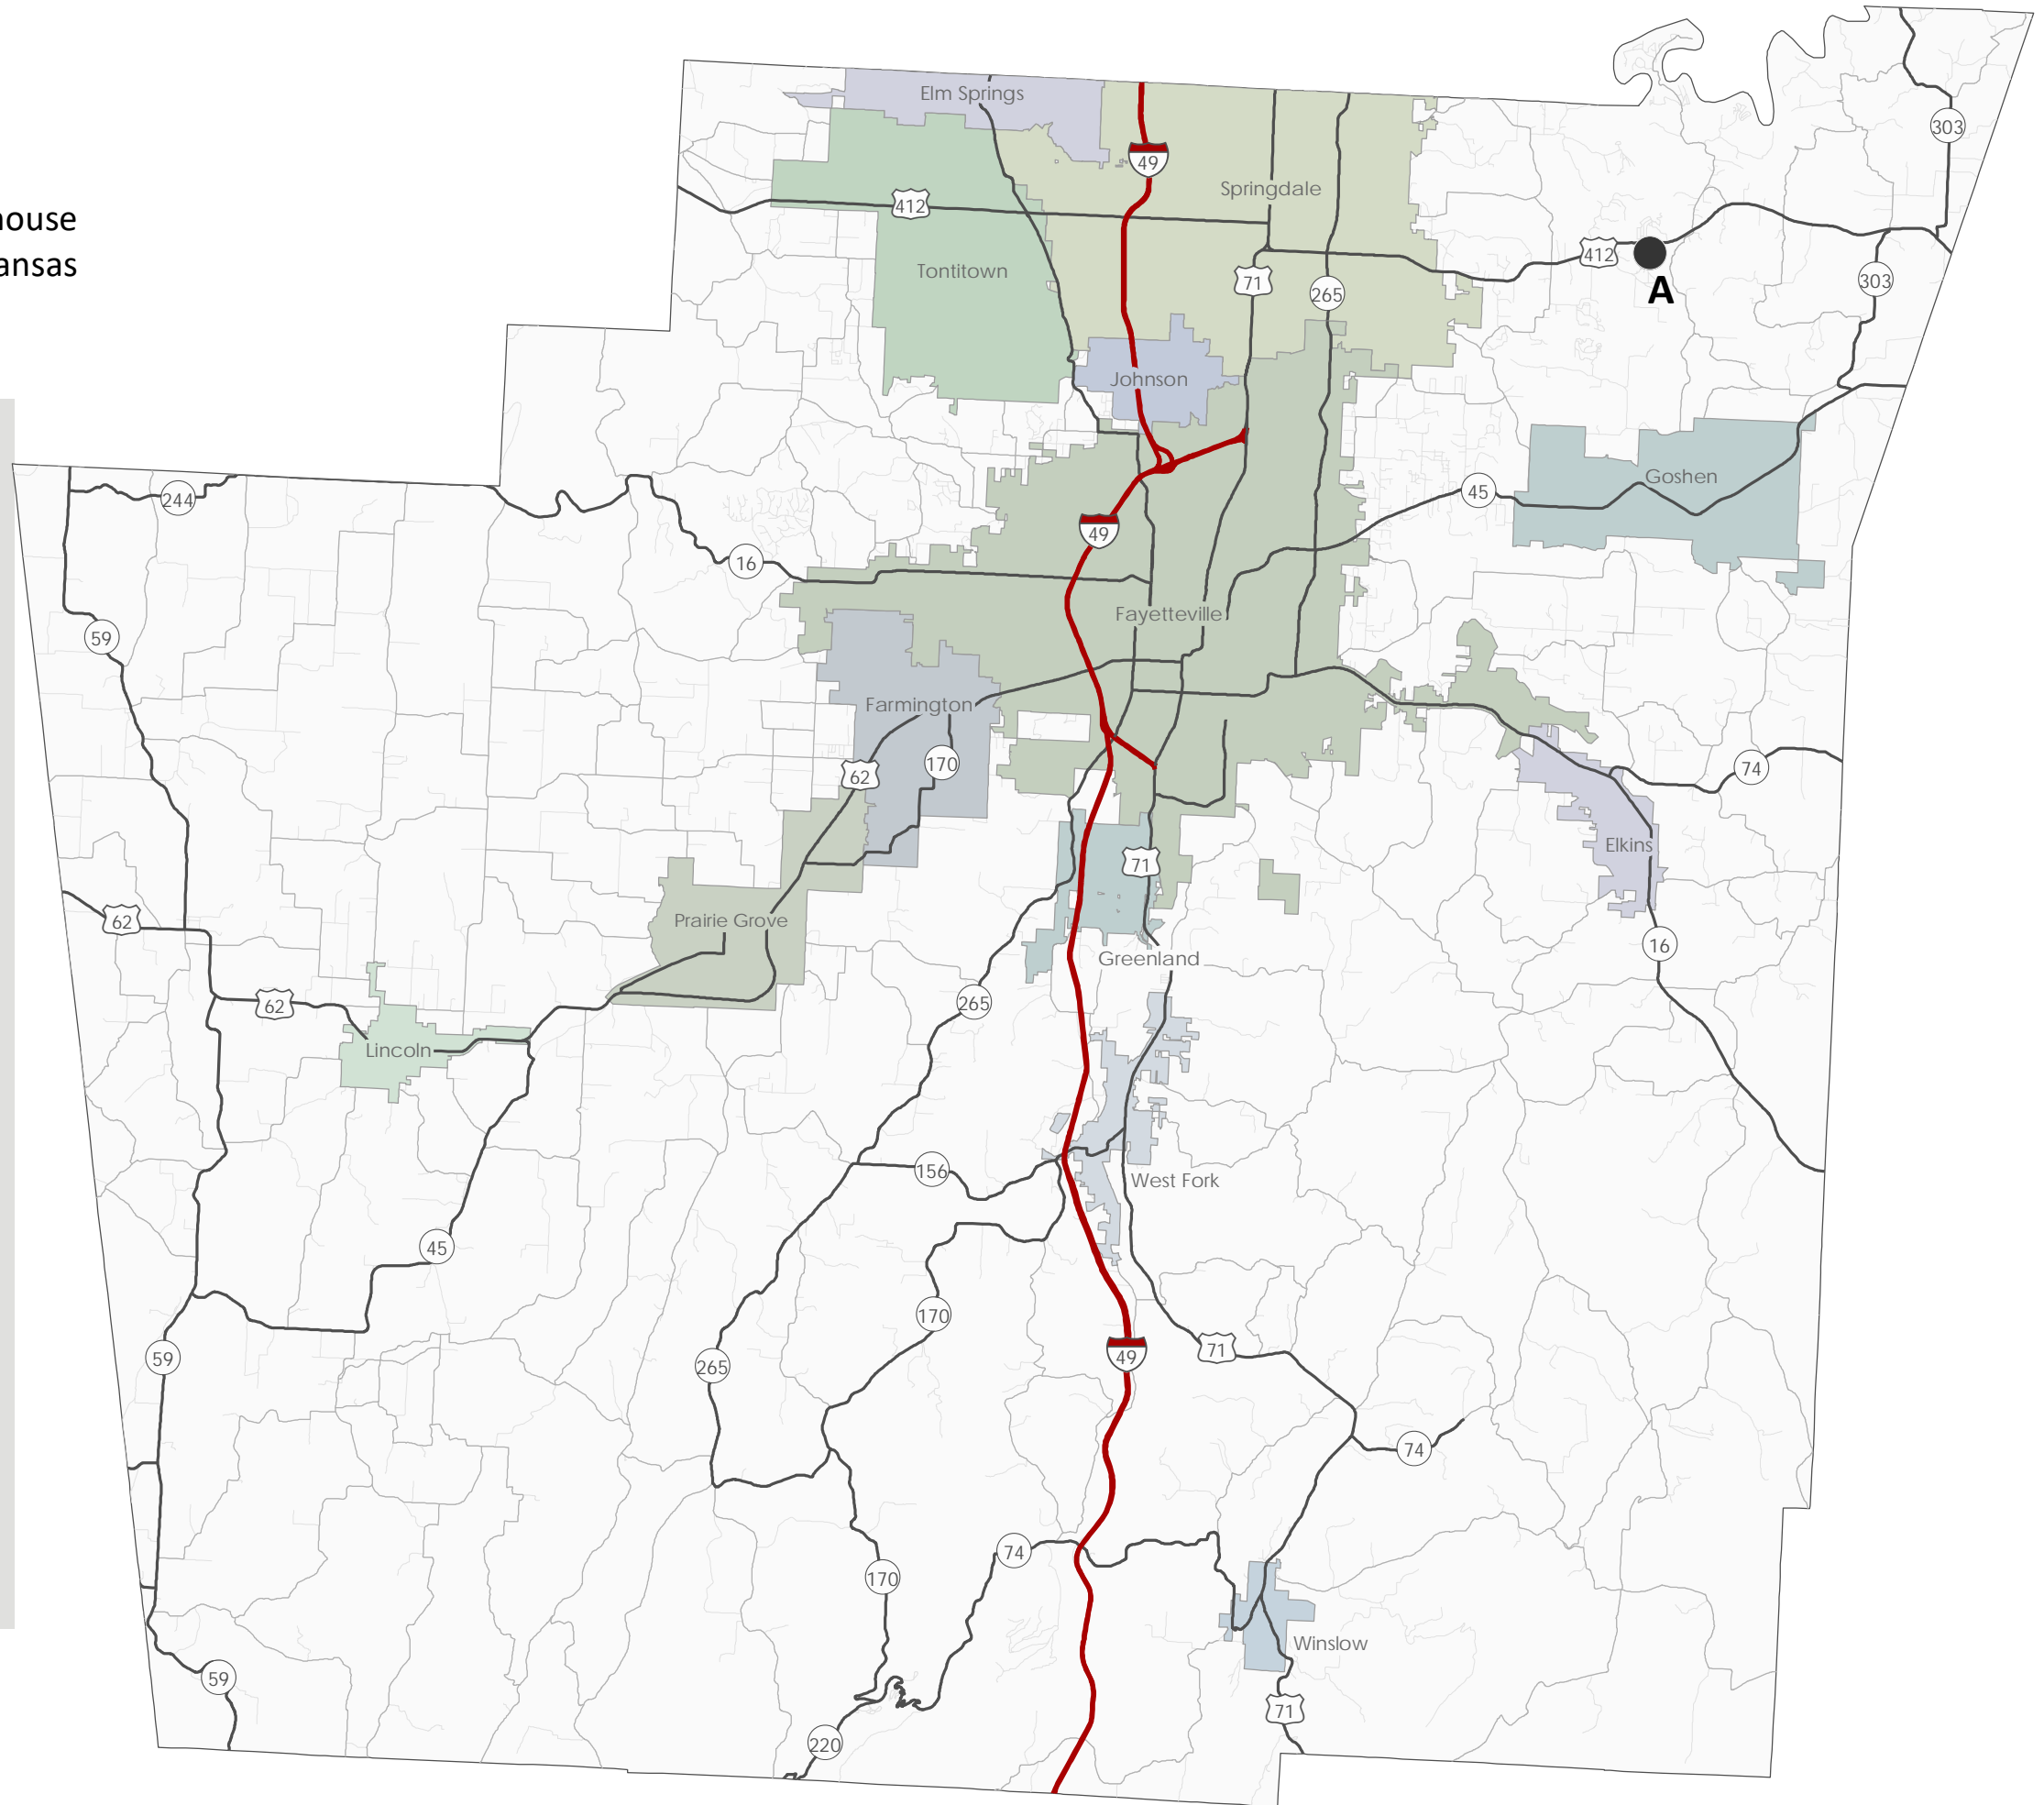 house
ansas
Elm Springs
303
49
Springdale
412
412
Tontitown
71
265
303
A
Johnson
Goshen
45
244
49
16
Fayetteville
59
Farmington
170
62
74
Elkins
71
62
Prairie Grove
16
Greenland
62
265
Lincoln
156
West Fork
45
170
59
265
49
71
74
74
170
Winslow
59
71
220